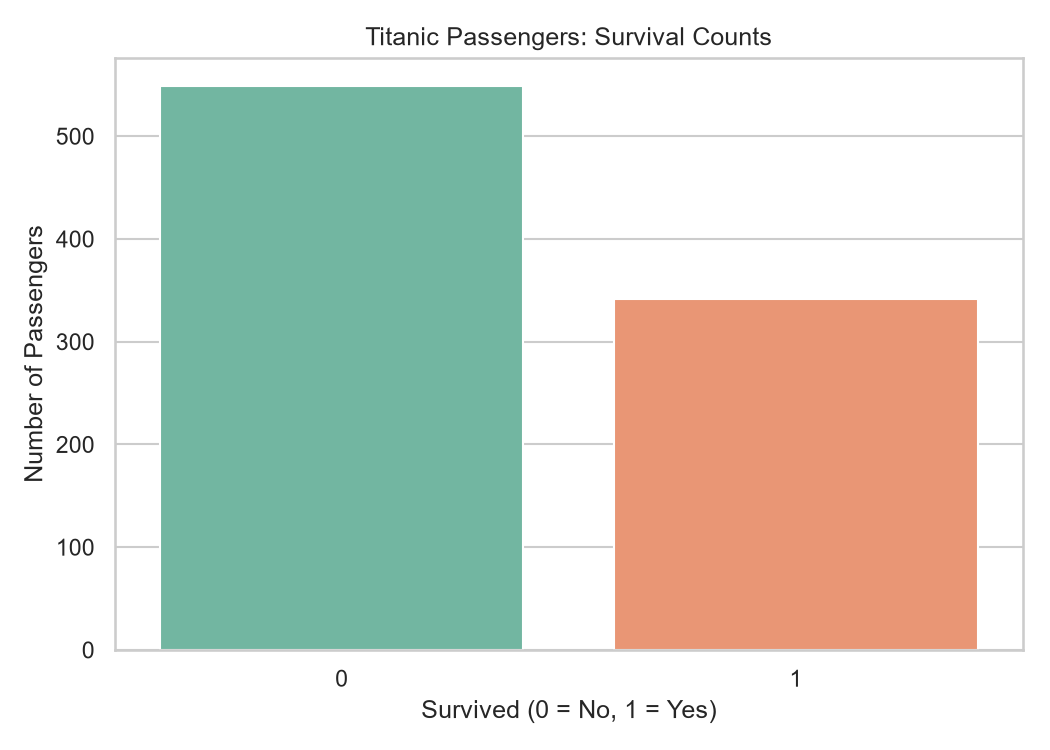 Titanic Passengers: Survival Counts
Number of Passengers
500
400
300
200
100
0
0 1
Survived (0 = No, 1 = Yes)